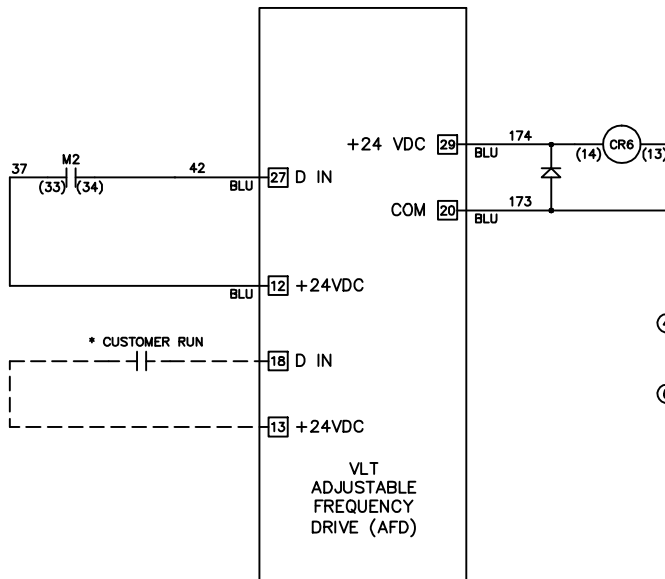 +24 VDC 29 174 BLU (14) CR6 (13)
37 M2 (33) (34) 42 BLU 27 D IN
COM 20 173 BLU
BLU 12 +24VDC
* CUSTOMER RUN 18 D IN
13 +24VDC
VLT
ADJUSTABLE
FREQUENCY
DRIVE (AFD)